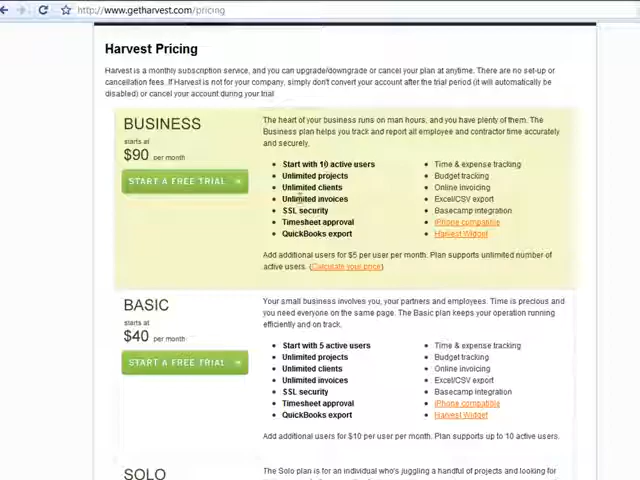 http://www.getharvest.com/pricing
Harvest Pricing
Harvest is a monthly subscription service, and you can upgrade/downgrade or cancel your plan at anytime. There are no set-up or
cancellation fees. If Harvest is not for your company, simply don't convert your account after the trial period (it will automatically be
disabled) or cancel your account during your trial
BUSINESS
starts at
$90 per month
START A FREE TRIAL
The heart of your business runs on man hours, and you have plenty of them. The
Business plan helps you track and report all employee and contractor time accurately
and securely.
Start with 10 active users
Unlimited projects
Unlimited clients
Unlimited invoices
SSL security
Timesheet approval
QuickBooks export
Time & expense tracking
Budget tracking
Online invoicing
Excel/CSV export
Basecamp integration
iPhone compatible
Harvest Widget
Add additional users for $5 per user per month. Plan supports unlimited number of
active users. (Calculate your price)
BASIC
starts at
$40 per month
START A FREE TRIAL
Your small business involves you, your partners and employees. Time is precious and
you need everyone on the same page. The Basic plan keeps your operation running
efficiently and on track.
Start with 5 active users
Unlimited projects
Unlimited clients
Unlimited invoices
SSL security
Timesheet approval
QuickBooks export
Time & expense tracking
Budget tracking
Online invoicing
Excel/CSV export
Basecamp integration
iPhone compatible
Harvest Widget
Add additional users for $10 per user per month. Plan supports up to 10 active users.
SOLO
The Solo plan is for an individual who's juggling a handful of projects and looking for